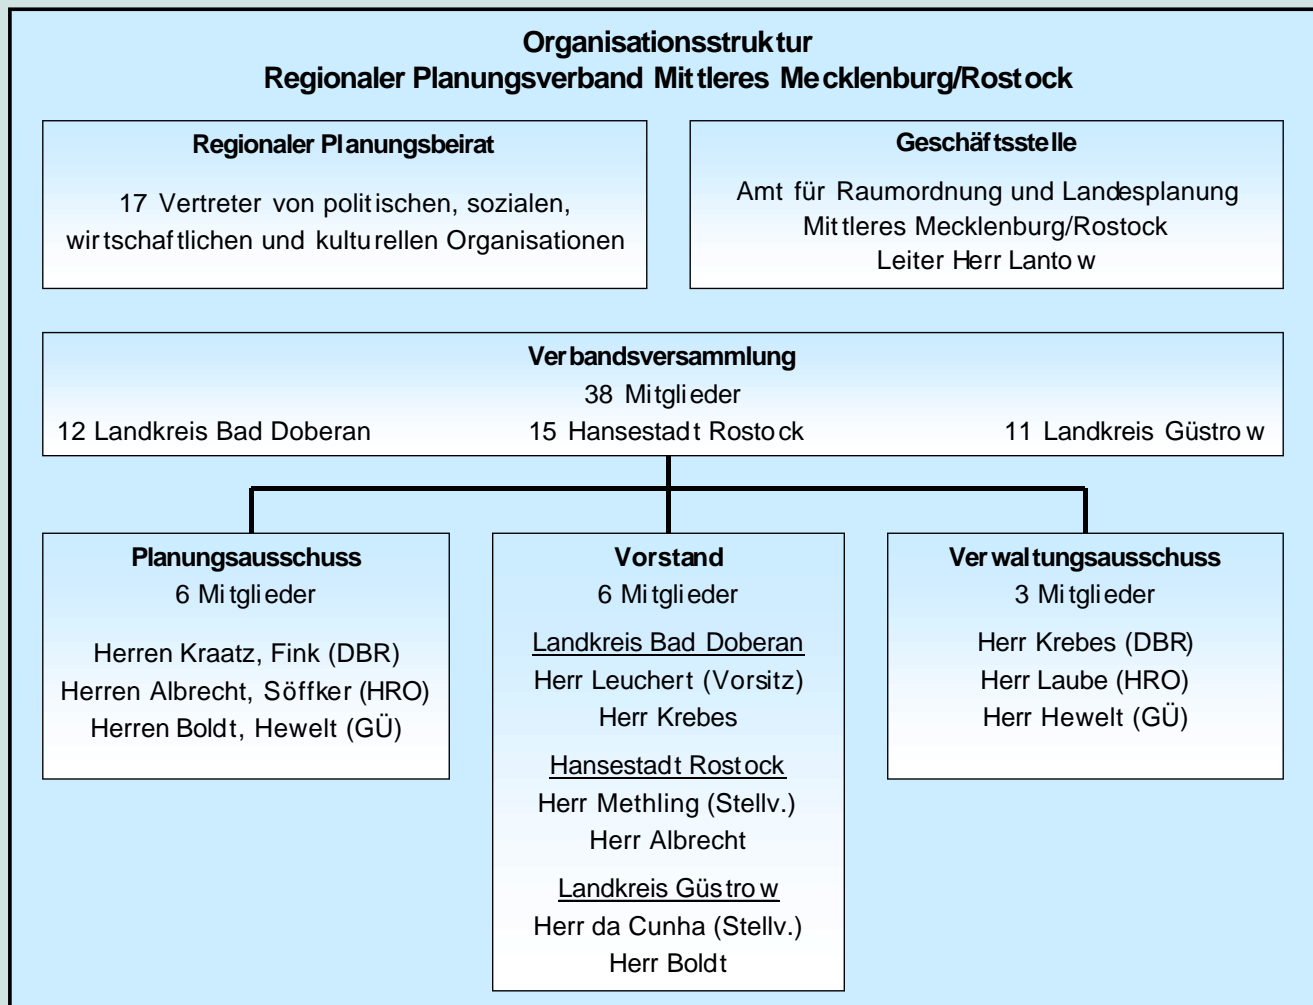 Organisationsstruktur
Regionaler Planungsverband Mittleres Mecklenburg/Rostock
Regionaler Planungsbeirat
17 Vertreter von politischen, sozialen,
wirtschaftlichen und kulturellen Organisationen
Geschäftsstelle
Amt für Raumordnung und Landesplanung
Mittleres Mecklenburg/Rostock
Leiter Herr Lantow
Verbandsversammlung
38 Mitglieder
12 Landkreis Bad Doberan 15 Hansestadt Rostock 11 Landkreis Güstrow
Planungsausschuss
6 Mitglieder
Herren Kraatz, Fink (DBR)
Herren Albrecht, Söffker (HRO)
Herren Boldt, Hewelt (GÜ)
Vorstand
6 Mitglieder
Landkreis Bad Doberan
Herr Leuchert (Vorsitz)
Herr Krebes
Hansestadt Rostock
Herr Methling (Stellv.)
Herr Albrecht
Landkreis Güstrow
Herr da Cunha (Stellv.)
Herr Boldt
Verwaltungsausschuss
3 Mitglieder
Herr Krebes (DBR)
Herr Laube (HRO)
Herr Hewelt (GÜ)